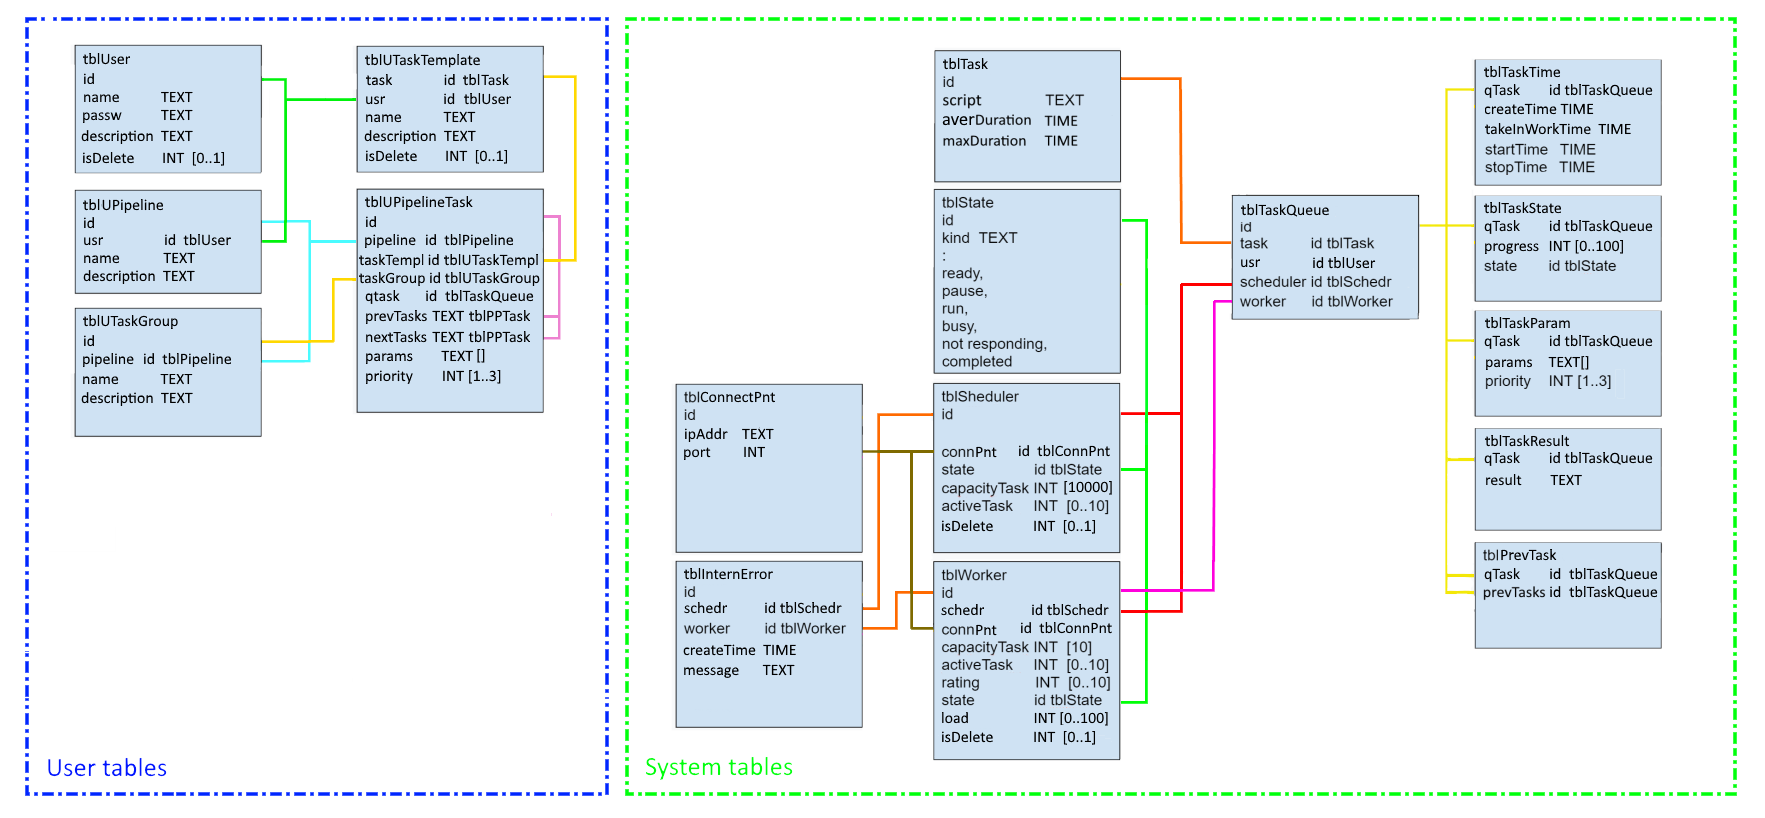 tblUser
id
name TEXT
passw TEXT
description TEXT
isDelete INT [0..1]
tblUTaskTemplate
task id tblTask
usr id tblUser
name TEXT
description TEXT
isDelete INT [0..1]
tblUPipeline
id
usr id tblUser
name TEXT
description TEXT
tblUPipelineTask
id
pipeline id tblPipeline
taskTempl id tblUTaskTempl
taskGroup id tblUTaskGroup
qtask id tblTaskQueue
prevTasks TEXT tblPPTask
nextTasks TEXT tblPPTask
params TEXT []
priority INT [1..3]
tblUTaskGroup
id
pipeline id tblPipeline
name TEXT
description TEXT
User tables
tblTask
id
script TEXT
averDuration TIME
maxDuration TIME
tblState
id
kind TEXT
:
ready,
pause,
run,
busy,
not responding,
completed
tblConnectPnt
id
ipAddr TEXT
port INT
tblSheduler
id
connPnt id tblConnPnt
state id tblState
capacityTask INT [10000]
activeTask INT [0..10]
isDelete INT [0..1]
tblInternError
id
schedr id tblSchedr
worker id tblWorker
createTime TIME
message TEXT
tblWorker
id
schedr id tblSchedr
connPnt id tblConnPnt
capacityTask INT [10]
activeTask INT [0..10]
rating INT [0..10]
state id tblState
load INT [0..100]
isDelete INT [0..1]
tblTaskQueue
id
task id tblTask
usr id tblUser
scheduler id tblSchedr
worker id tblWorker
tblTaskTime
qTask id tblTaskQueue
createTime TIME
takeInWorkTime TIME
startTime TIME
stopTime TIME
tblTaskState
qTask id tblTaskQueue
progress INT [0..100]
state id tblState
tblTaskParam
qTask id tblTaskQueue
params TEXT[]
priority INT [1..3]
tblTaskResult
qTask id tblTaskQueue
result TEXT
tblPrevTask
qTask id tblTaskQueue
prevTasks id tblTaskQueue
System tables